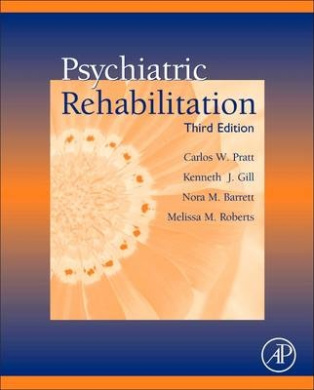 Psychiatric
Rehabilitation
Third Edition
Carlos W. Pratt
Kenneth J. Gill
Nora M. Barrett
Melissa M. Roberts
AP